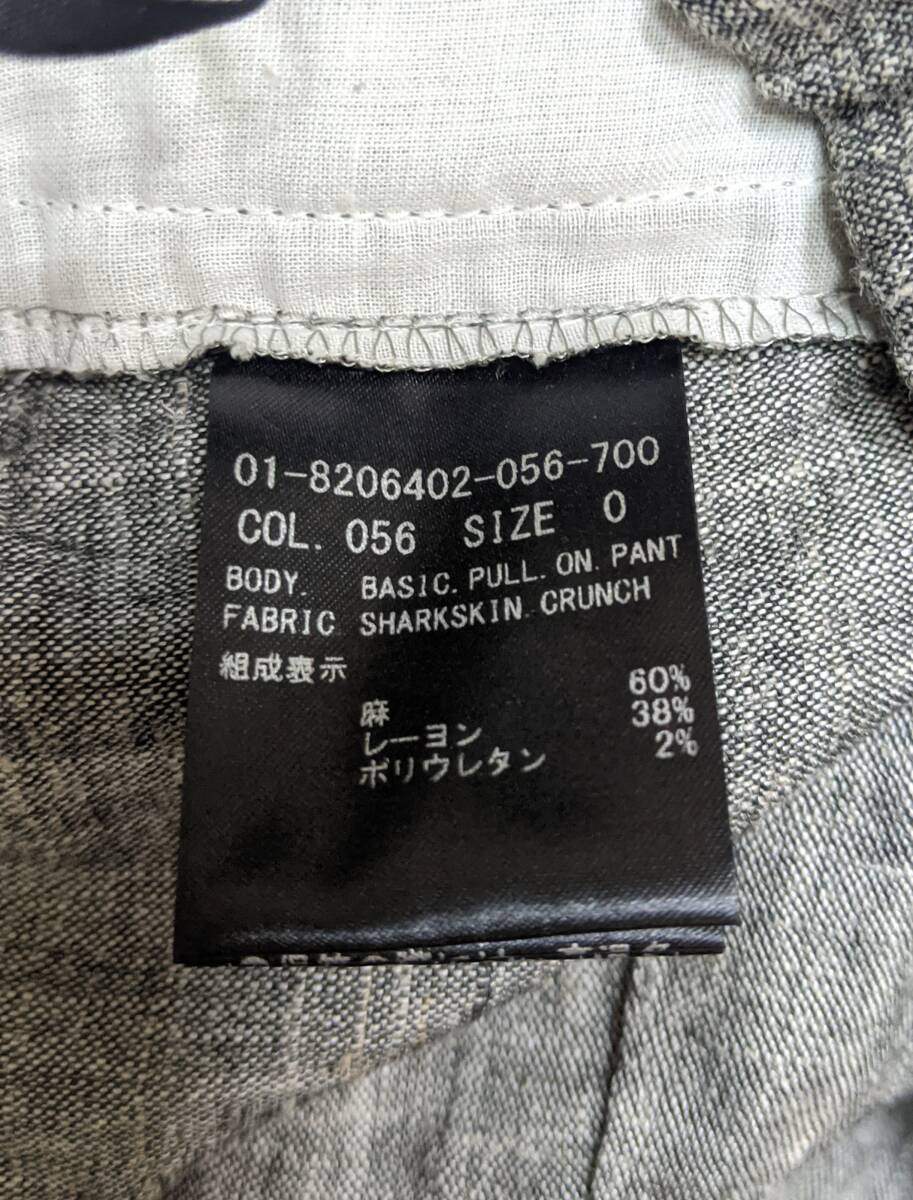 01-8206402-056-700
COL. 056 SIZE 0
BODY. BASIC. PULL. ON. PANT
FABRIC SHARKSKIN CRUNCH
組成表示
麻 60%
レーヨン 38%
ポリウレタン 2%